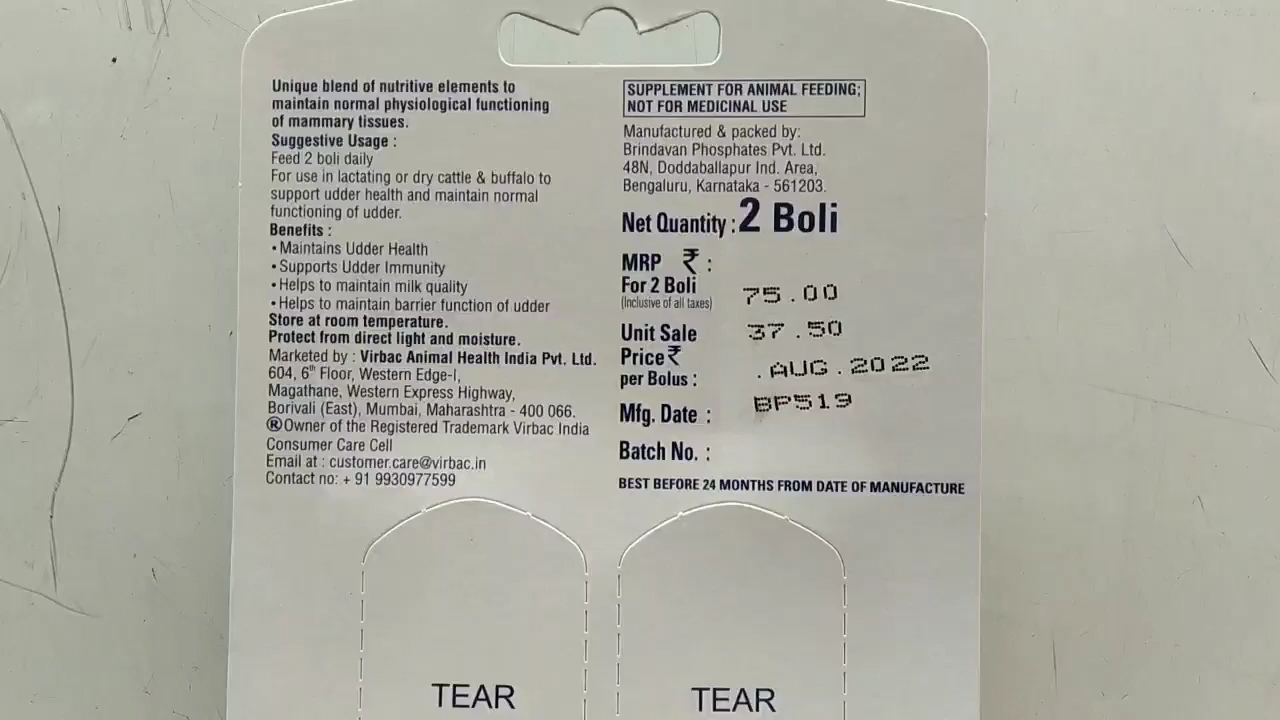 Unique blend of nutritive elements to
maintain normal physiological functioning
of mammary tissues.
Suggestive Usage :
Feed 2 boli daily
For use in lactating or dry cattle & buffalo to
support udder health and maintain normal
functioning of udder.
Benefits :
• Maintains Udder Health
• Supports Udder Immunity
• Helps to maintain milk quality
• Helps to maintain barrier function of udder
Store at room temperature.
Protect from direct light and moisture.
Marketed by : Virbac Animal Health India Pvt. Ltd.
604, 6th Floor, Western Edge-I,
Magathane, Western Express Highway,
Borivali (East), Mumbai, Maharashtra - 400 066.
®Owner of the Registered Trademark Virbac India
Consumer Care Cell
Email at : customer.care@virbac.in
Contact no: + 91 9930977599
SUPPLEMENT FOR ANIMAL FEEDING;
NOT FOR MEDICINAL USE
Manufactured & packed by:
Brindavan Phosphates Pvt. Ltd.
48N, Doddaballapur Ind. Area,
Bengaluru, Karnataka - 561203.
Net Quantity : 2 Boli
MRP ₹ :
For 2 Boli
(Inclusive of all taxes)
75.00
Unit Sale
37.50
Price ₹
per Bolus :
. AUG . 2022
Mfg. Date :
BP519
Batch No. :
BEST BEFORE 24 MONTHS FROM DATE OF MANUFACTURE
TEAR
TEAR